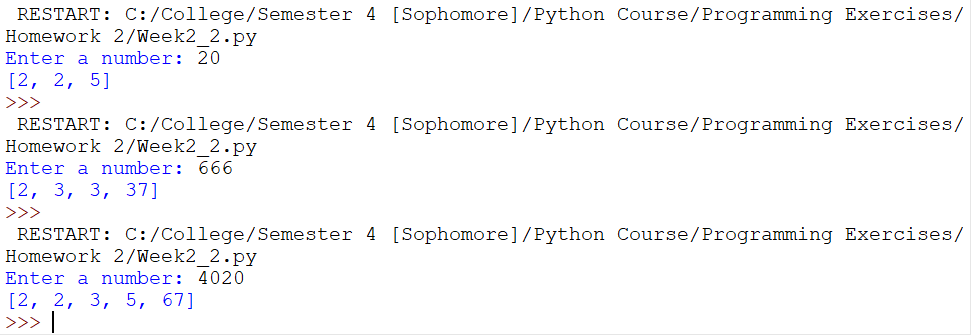 RESTART: C:/College/Semester 4 [Sophomore]/Python Course/Programming Exercises/
Homework 2/Week2_2.py
Enter a number: 20
[2, 2, 5]
>>>
RESTART: C:/College/Semester 4 [Sophomore]/Python Course/Programming Exercises/
Homework 2/Week2_2.py
Enter a number: 666
[2, 3, 3, 37]
>>>
RESTART: C:/College/Semester 4 [Sophomore]/Python Course/Programming Exercises/
Homework 2/Week2_2.py
Enter a number: 4020
[2, 2, 3, 5, 67]
>>>